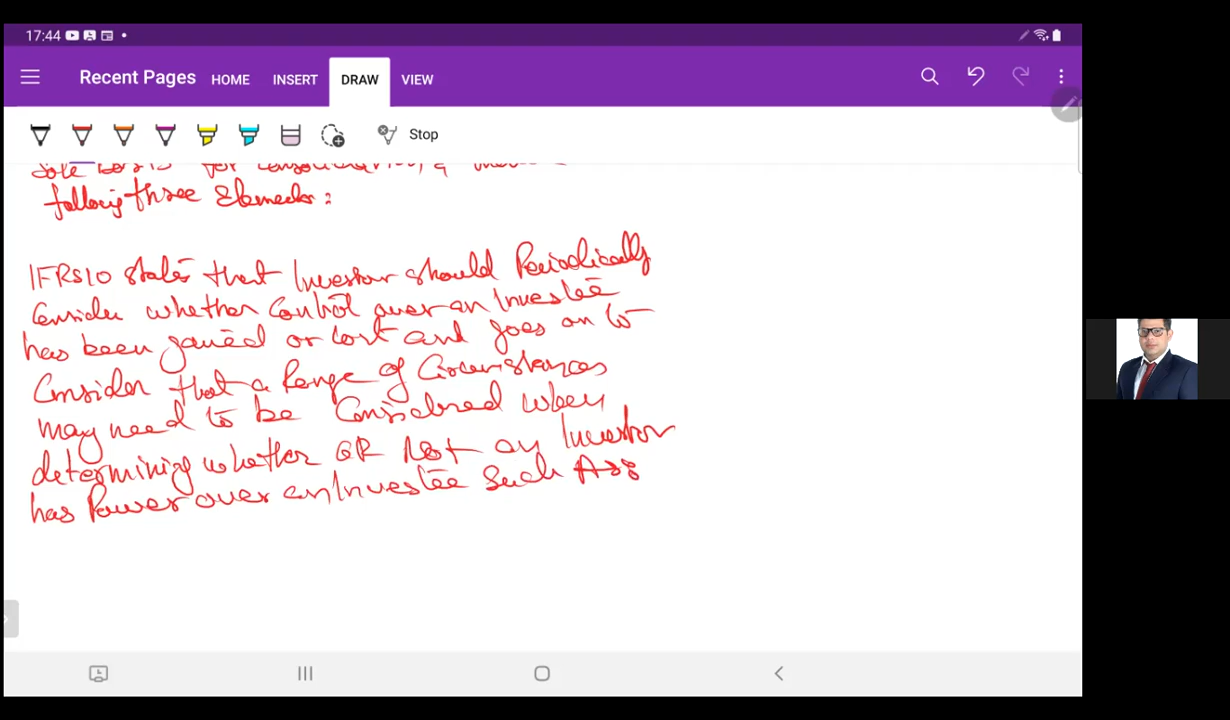 17:44
Recent Pages HOME INSERT DRAW VIEW
Stop
for
following three Elements :
IFRS10 states that Investor should Periodically
Consider whether Control over an Investee
has been gained or lost and goes on to
Consider that a Range of Circumstances
may need to be Considered when
determining whether OR Not an Investor
has Power over an Investee Such As: